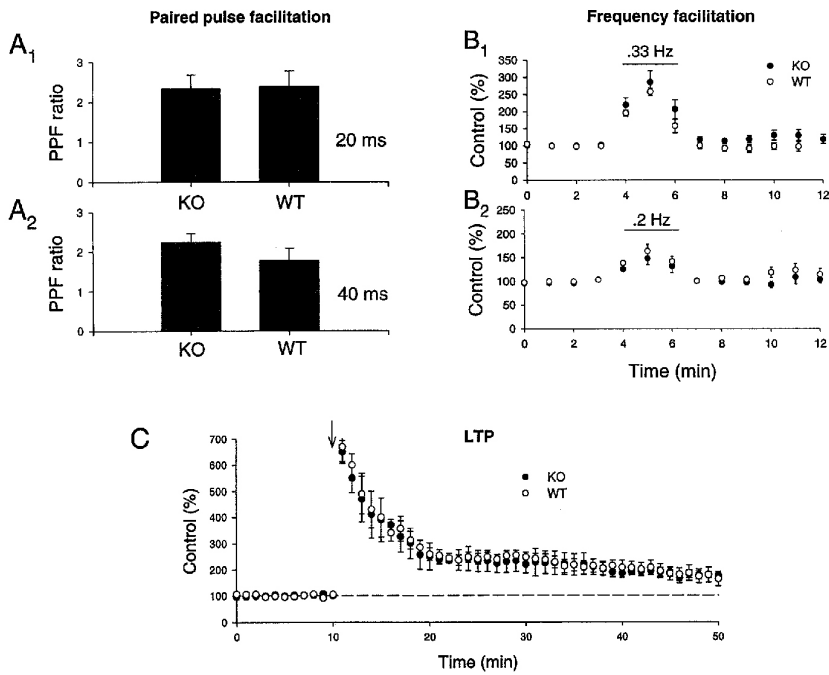 Paired pulse facilitation
Frequency facilitation
A1
PPF ratio
3
2
1
0
KO
WT
20 ms
B1
Control (%)
350
300
250
200
150
100
50
0
.33 Hz
KO
WT
0
2
4
6
8
10
12
A2
PPF ratio
3
2
1
0
KO
WT
40 ms
B2
Control (%)
250
200
150
100
50
0
.2 Hz
0
2
4
6
8
10
12
Time (min)
C
LTP
Control (%)
700
600
500
400
300
200
100
0
KO
WT
0
10
20
30
40
50
Time (min)